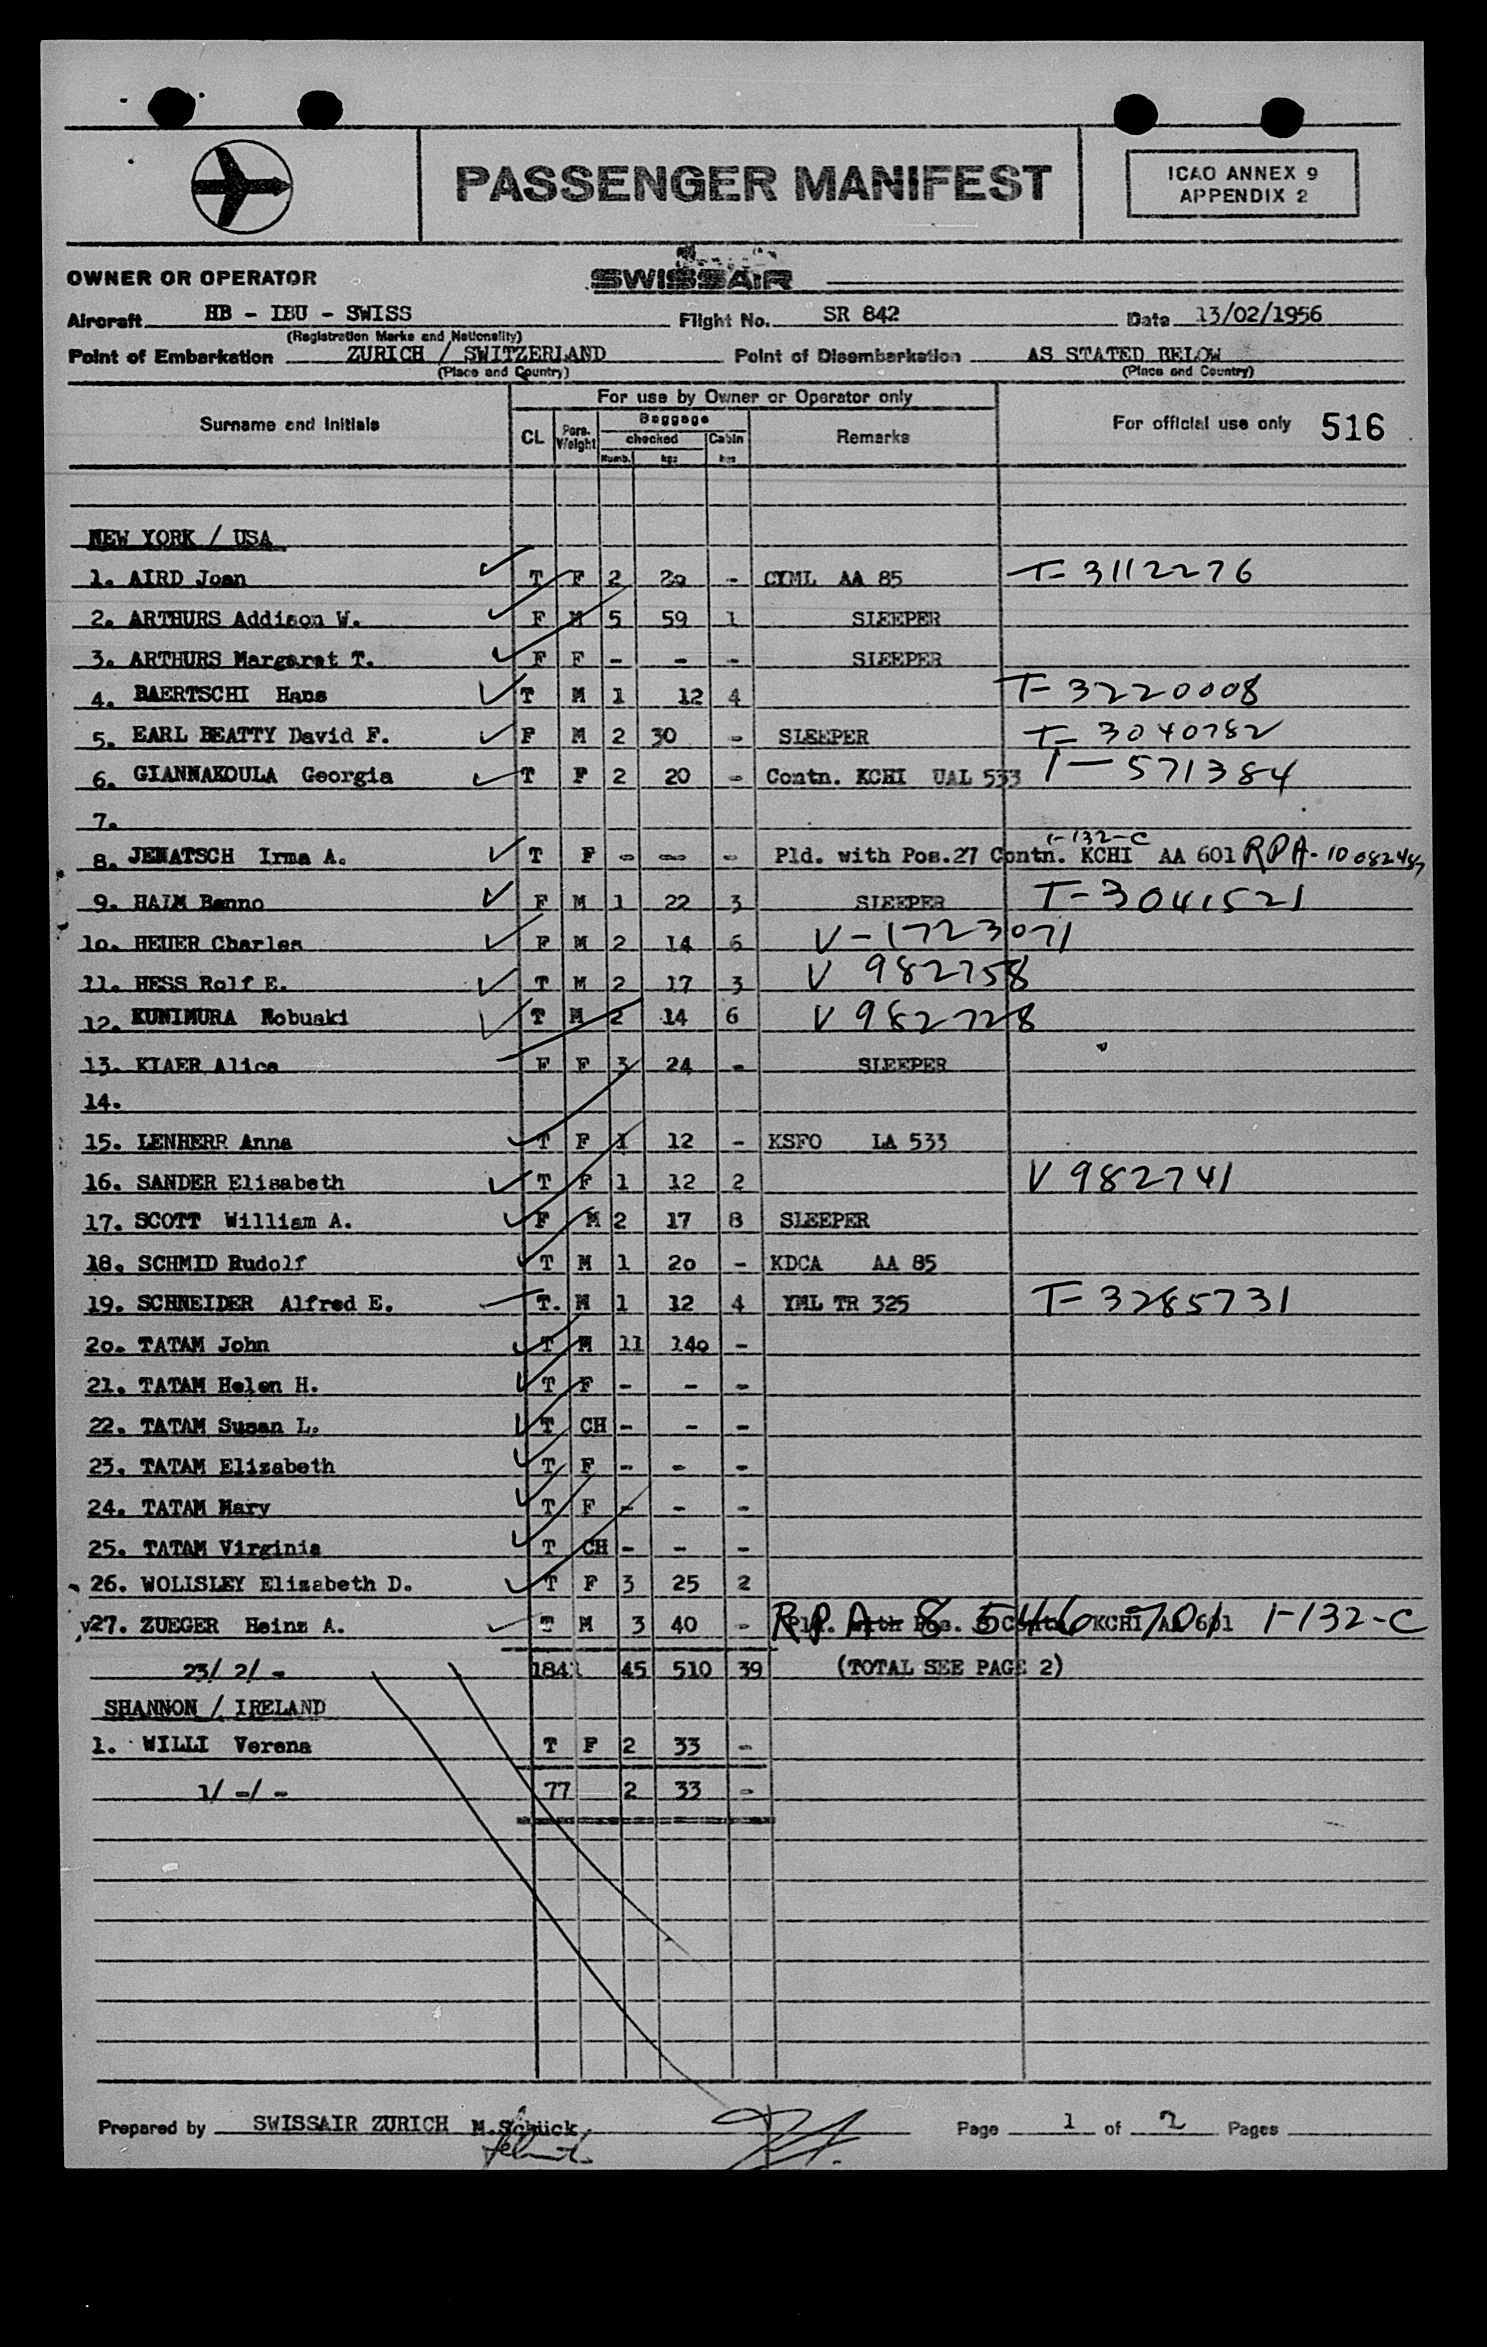 PASSENGER MANIFEST
ICAO ANNEX 9
APPENDIX 2
OWNER OR OPERATOR SWISSAIR
Aircraft HB - IBU - SWISS Flight No. SR 842 Date 13/02/1956
(Registration Marks and Nationality)
Point of Embarkation ZURICH / SWITZERLAND Point of Disembarkation AS STATED BELOW
(Place and Country) (Place and Country)
For use by Owner or Operator only
Surname and Initials CL Pers. Weight Baggage checked Numb. kgs Cabin kgs Remarks For official use only 516
NEW YORK / USA
1. AIRD Joan T F 2 20 - CYML AA 85 T-3112276
2. ARTHURS Addison W. F M 5 59 1 SLEEPER
3. ARTHURS Margaret T. F F - - - SLEEPER
4. BAERTSCHI Hans T M 1 12 4 T-3220008
5. EARL BEATTY David F. F M 2 30 - SLEEPER T-3040782
6. GIANNAKOULA Georgia T F 2 20 - Contn. KCHI UAL 533 T-571384
7.
1-132-C
8. JENATSCH Irma A. T F - - - Pld. with Pos.27 Contn. KCHI AA 601 RPA-
9. HAIM Benno F M 1 22 3 SLEEPER T-3041521
10. HEUER Charles F M 2 14 6 V-1723071
11. HESS Rolf E. T M 2 17 3 V 982758
12. KUNIMURA Nobuaki T M 2 14 6 V 982728
13. KIAER Alice F F 3 24 - SLEEPER
14.
15. LENHERR Anna T F 1 12 - KSFO LA 533
16. SANDER Elisabeth T F 1 12 2 V 982741
17. SCOTT William A. F M 2 17 8 SLEEPER
18. SCHMID Rudolf T M 1 20 - KDCA AA 85
19. SCHNEIDER Alfred E. T. M 1 12 4 YML TR 325 T-3285731
20. TATAM John T M 11 140 -
21. TATAM Helen H. T F - - -
22. TATAM Susan L. T CH - - -
23. TATAM Elizabeth T F - - -
24. TATAM Mary T F - - -
25. TATAM Virginia T CH - - -
26. WOLISLEY Elizabeth D. T F 3 25 2
27. ZUEGER Heinz A. T M 3 40 - KCHI 1-132-C
23/ 2/ - 45 510 39 (TOTAL SEE PAGE 2)
SHANNON / IRELAND
1. WILLI Verena T F 2 33 -
1/ -/ - 77 2 33 -
Prepared by SWISSAIR ZURICH M.Schück Page 1 of 2 Pages